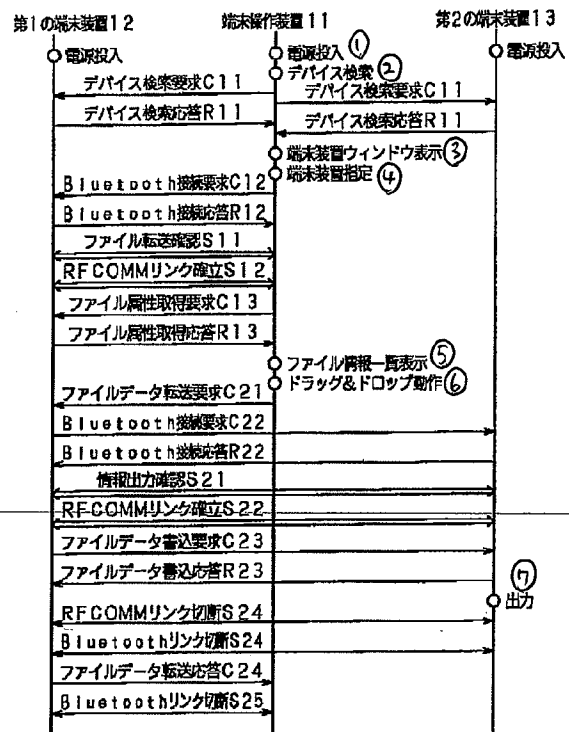 第1の端末装置12
端末操作装置11
第2の端末装置13
電源投入
電源投入 ①
電源投入
デバイス検索 ②
デバイス検索要求C11
デバイス検索要求C11
デバイス検索応答R11
デバイス検索応答R11
端末装置ウィンドウ表示 ③
端末装置指定 ④
Bluetooth接続要求C12
Bluetooth接続応答R12
ファイル転送確認S11
RFCOMMリンク確立S12
ファイル属性取得要求C13
ファイル属性取得応答R13
ファイル情報一覧表示 ⑤
ドラッグ&ドロップ動作 ⑥
ファイルデータ転送要求C21
Bluetooth接続要求C22
Bluetooth接続応答R22
情報出力確認S21
RFCOMMリンク確立S22
ファイルデータ書込要求C23
ファイルデータ書込応答R23
⑦
出力
RFCOMMリンク切断S24
Bluetoothリンク切断S24
ファイルデータ転送応答C24
Bluetoothリンク切断S25